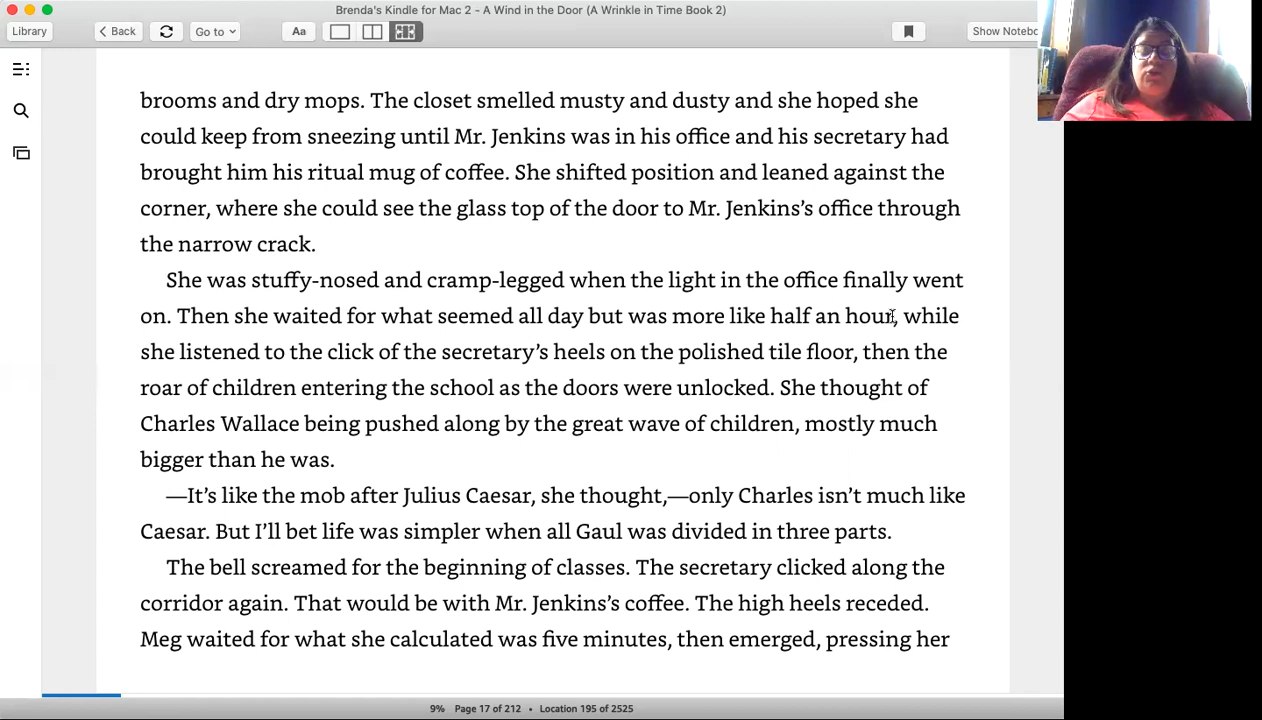 Brenda's Kindle for Mac 2 - A Wind in the Door (A Wrinkle in Time Book 2)
Library
Back
Go to
Aa
Show Notebo
brooms and dry mops. The closet smelled musty and dusty and she hoped she
could keep from sneezing until Mr. Jenkins was in his office and his secretary had
brought him his ritual mug of coffee. She shifted position and leaned against the
corner, where she could see the glass top of the door to Mr. Jenkins's office through
the narrow crack.
She was stuffy-nosed and cramp-legged when the light in the office finally went
on. Then she waited for what seemed all day but was more like half an hour, while
she listened to the click of the secretary's heels on the polished tile floor, then the
roar of children entering the school as the doors were unlocked. She thought of
Charles Wallace being pushed along by the great wave of children, mostly much
bigger than he was.
—It's like the mob after Julius Caesar, she thought,—only Charles isn't much like
Caesar. But I'll bet life was simpler when all Gaul was divided in three parts.
The bell screamed for the beginning of classes. The secretary clicked along the
corridor again. That would be with Mr. Jenkins's coffee. The high heels receded.
Meg waited for what she calculated was five minutes, then emerged, pressing her
9% Page 17 of 212 • Location 195 of 2525